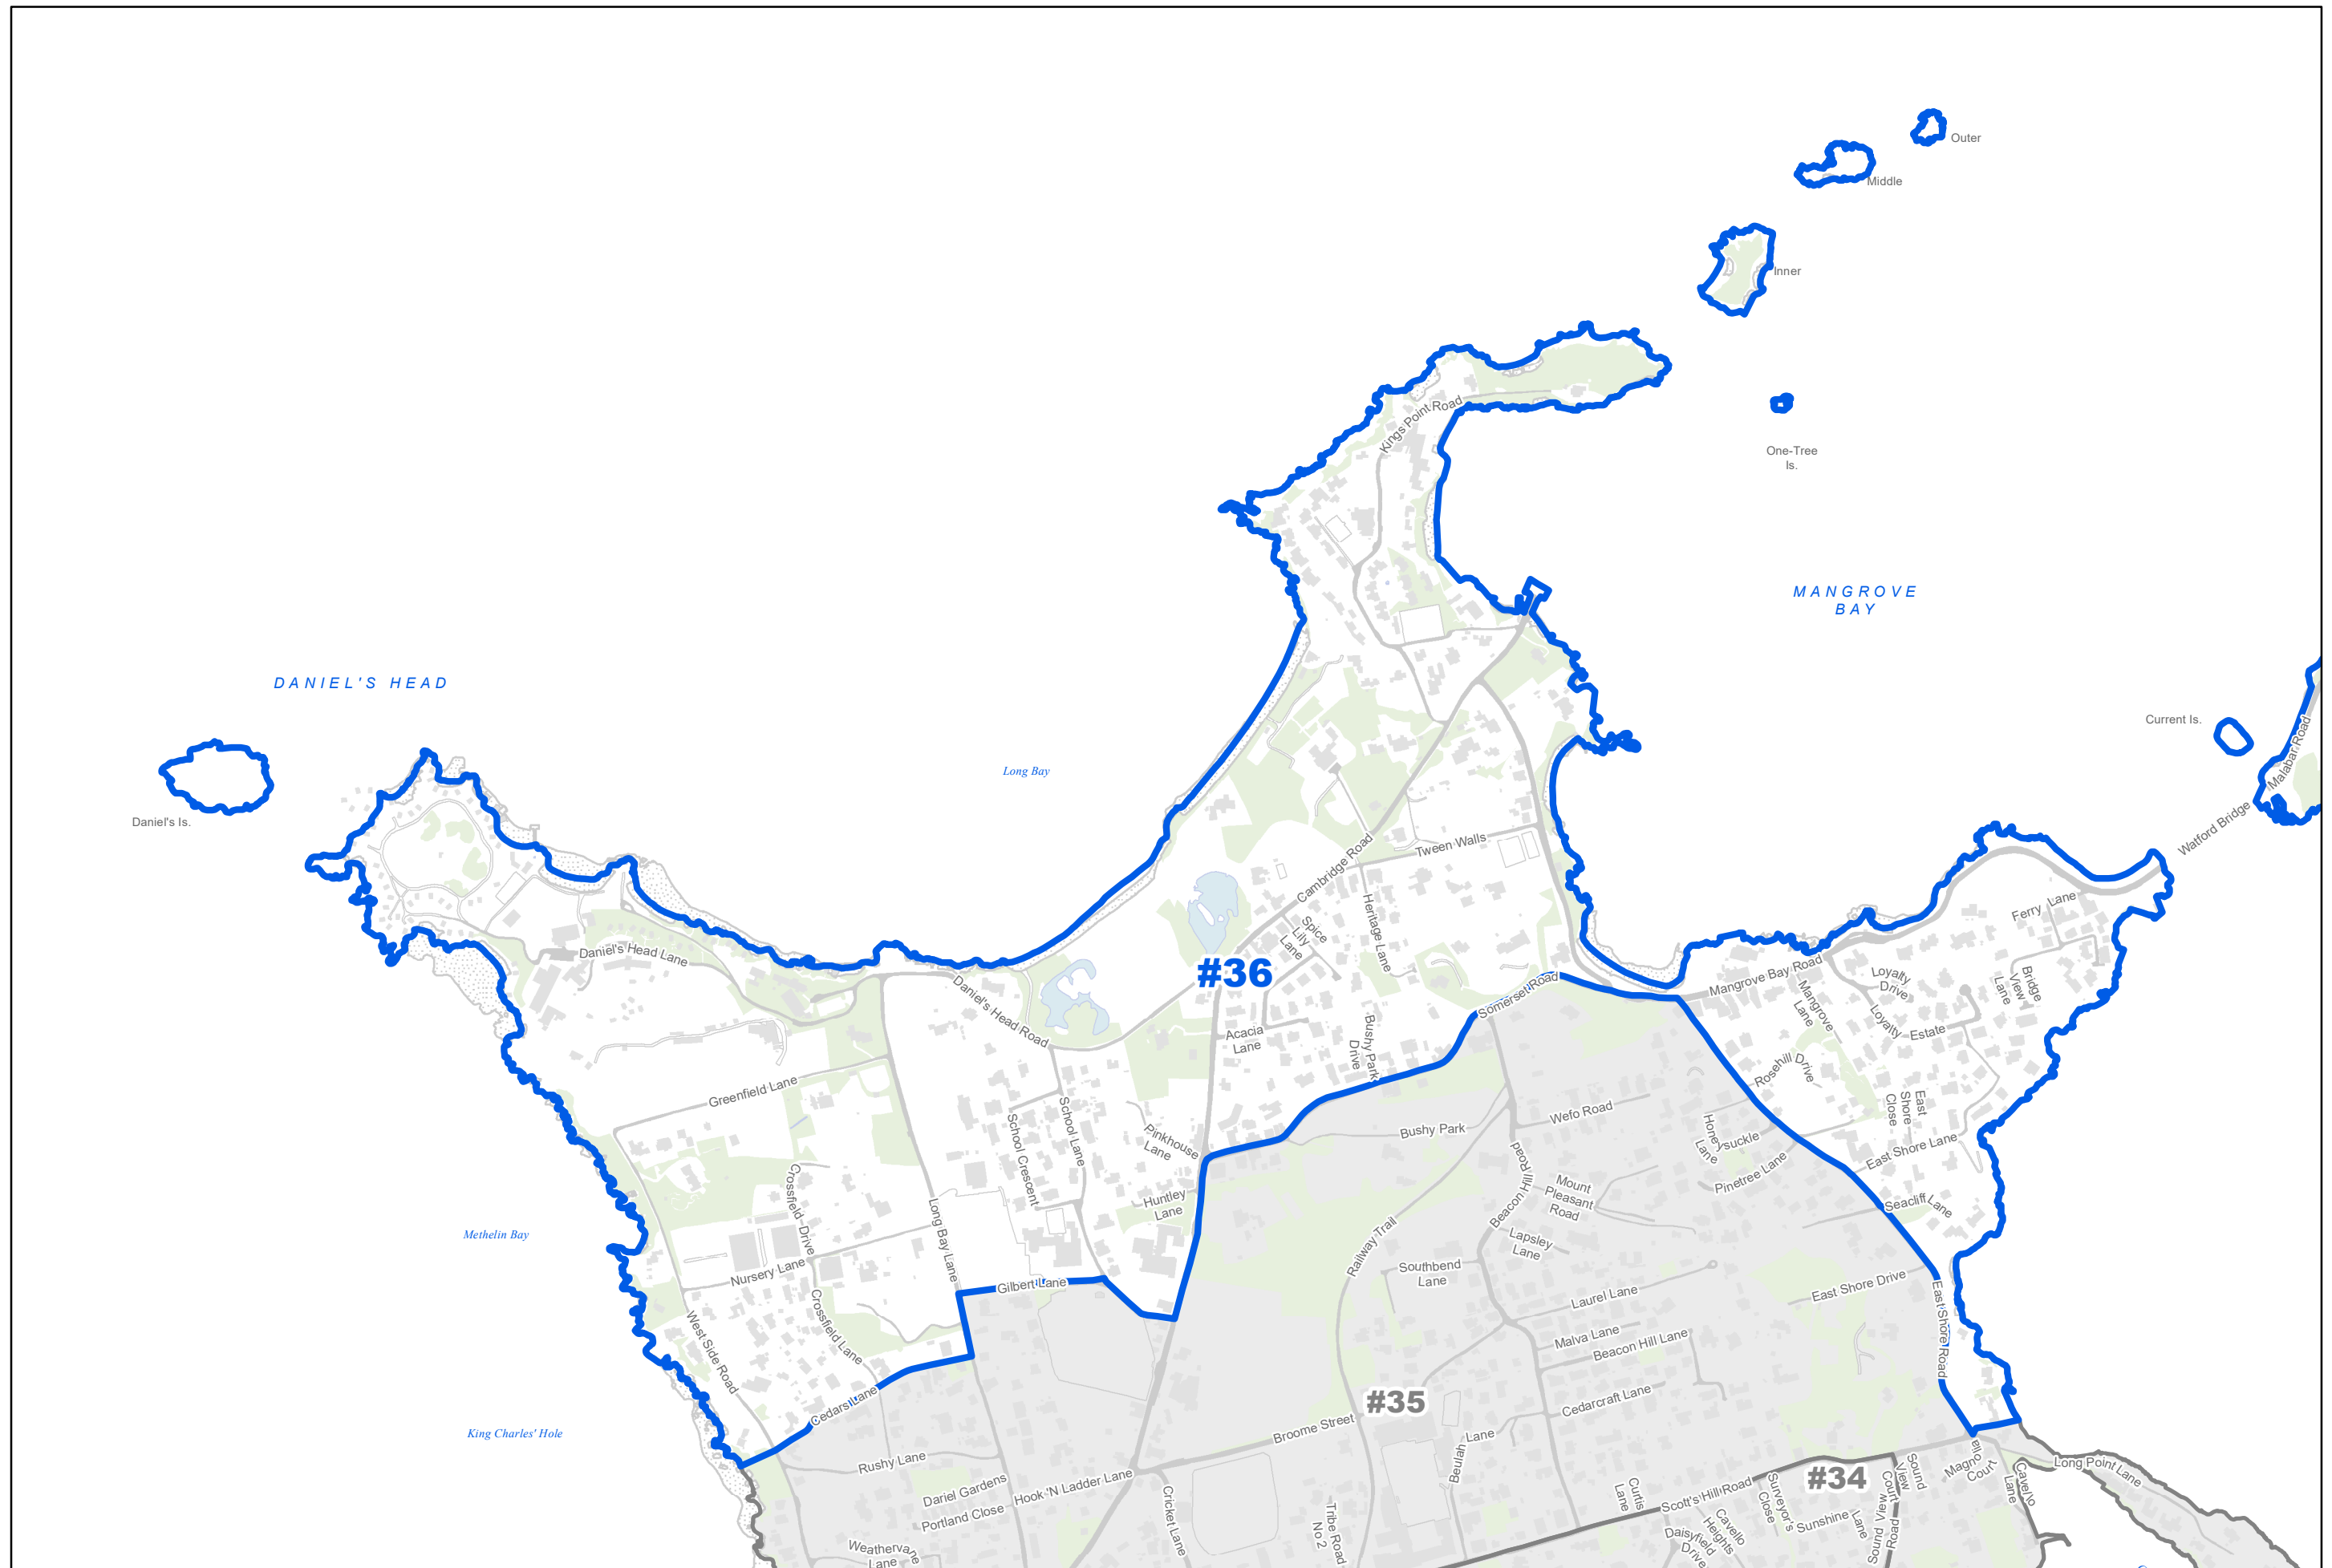 Outer
Middle
Inner
Kings Point Road
One-Tree
Is.
MANGROVE
BAY
DANIEL'S HEAD
Current Is.
Malabar Road
Long Bay
Daniel's Is.
Watford Bridge
Tween Walls
Cambridge Road
Ferry Lane
Heritage Lane
Spice
Lily
Lane
Daniel's Head Lane
#36
Mangrove Bay Road
Loyalty
Drive
Bridge
View
Lane
Somerset Road
Daniel's Head Road
Mangrove
Lane
Loyalty
Estate
Acacia
Lane
Bushy Park
Drive
Rosehill Drive
Greenfield Lane
School Lane
School Crescent
East
Shore
Close
Wefo Road
Pinkhouse
Lane
Bushy Park
Honeysuckle
Lane
East Shore Lane
Pinetree Lane
Crossfield Drive
Huntley
Lane
Beacon Hill Road
Mount
Pleasant
Road
Seacliff Lane
Methelin Bay
Long Bay Lane
Railway Trail
Lapsley
Lane
Nursery Lane
Gilbert Lane
Southbend
Lane
East Shore Drive
Laurel Lane
Crossfield Lane
East Shore Road
West Side Road
Malva Lane
Beacon Hill Lane
Cedars Lane
#35
Cedarcraft Lane
King Charles' Hole
Broome Street
Beulah Lane
Rushy Lane
Magnolia
Court
Long Point Lane
Hook 'N Ladder Lane
#34
Sound
View
Court
Cavello
Lane
Dariel Gardens
Scott's Hill Road
Curtis
Lane
Surveyor's
Close
Portland Close
Cricket Lane
Tribe Road
No 2
Sunshine Lane
Sound View
Road
Cavello
Heights
Daisyfield
Drive
Weathervane
Lane